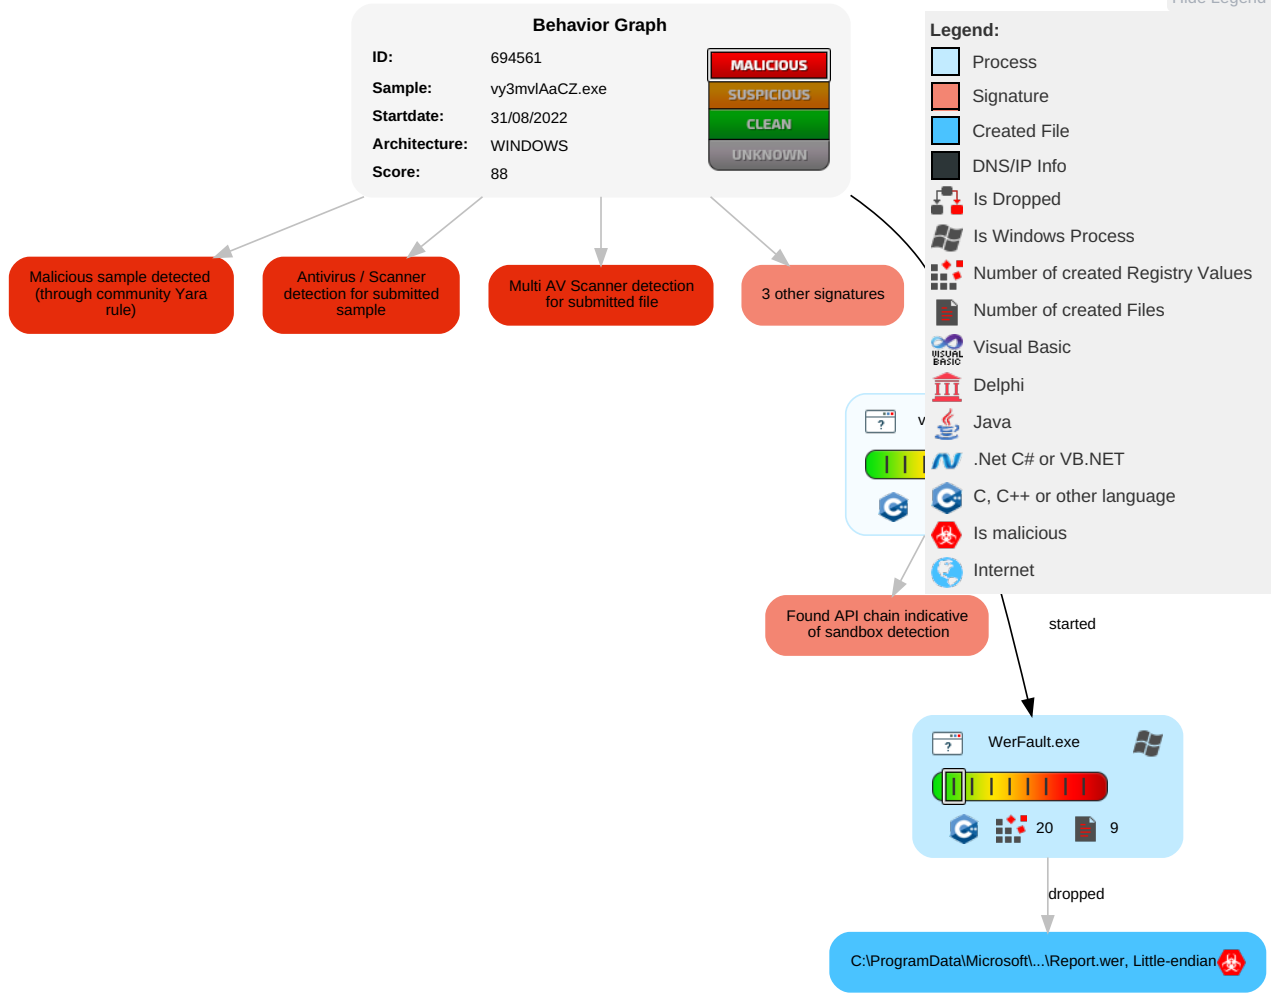 Hide Legend
Behavior Graph
ID: 694561
Sample: vy3mvlAaCZ.exe
Startdate: 31/08/2022
Architecture: WINDOWS
Score: 88
MALICIOUS
SUSPICIOUS
CLEAN
UNKNOWN
Legend:
Process
Signature
Created File
DNS/IP Info
Is Dropped
Is Windows Process
Number of created Registry Values
Number of created Files
VISUAL
BASIC
Visual Basic
Delphi
Java
.Net C# or VB.NET
C, C++ or other language
Is malicious
Internet
Malicious sample detected
(through community Yara
rule)
Antivirus / Scanner
detection for submitted
sample
Multi AV Scanner detection
for submitted file
3 other signatures
v
Found API chain indicative
of sandbox detection
started
WerFault.exe
20
9
dropped
C:\ProgramData\Microsoft\...\Report.wer, Little-endian